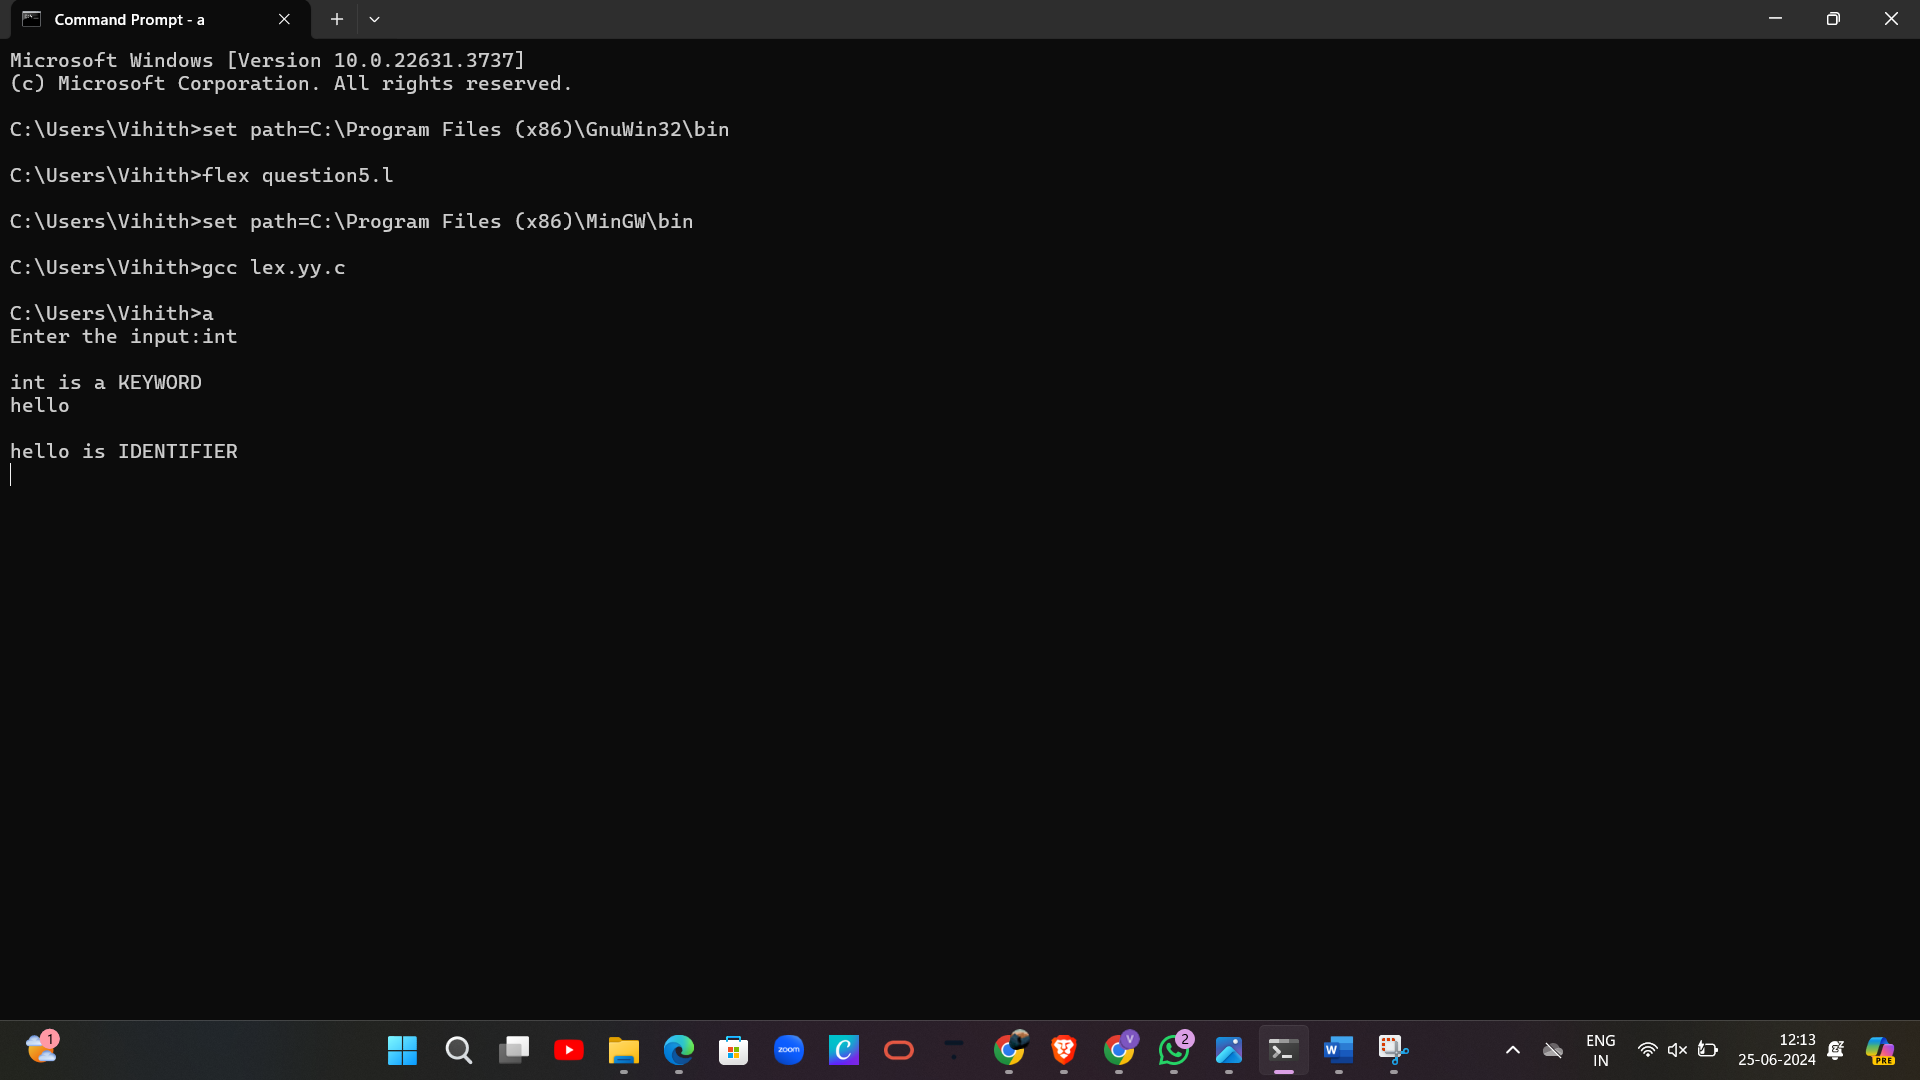 Command Prompt - a
Microsoft Windows [Version 10.0.22631.3737]
(c) Microsoft Corporation. All rights reserved.
C:\Users\Vihith>set path=C:\Program Files (x86)\GnuWin32\bin
C:\Users\Vihith>flex question5.l
C:\Users\Vihith>set path=C:\Program Files (x86)\MinGW\bin
C:\Users\Vihith>gcc lex.yy.c
C:\Users\Vihith>a
Enter the input:int
int is a KEYWORD
hello
hello is IDENTIFIER
1
zoom
C
V
2
W
ENG
IN
12:13
25-06-2024
PRE